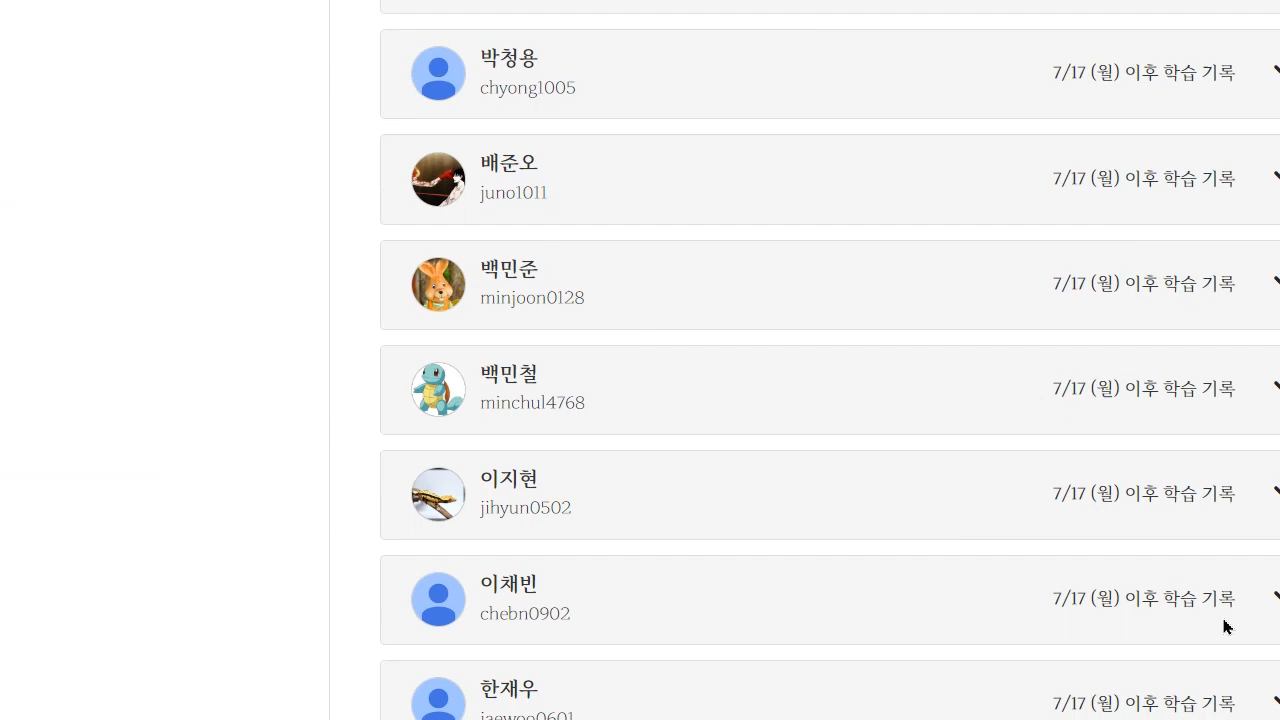 박청용
chyong1005
7/17 (월) 이후 학습 기록
배준오
juno1011
7/17 (월) 이후 학습 기록
백민준
minjoon0128
7/17 (월) 이후 학습 기록
백민철
minchul4768
7/17 (월) 이후 학습 기록
이지현
jihyun0502
7/17 (월) 이후 학습 기록
이채빈
chebn0902
7/17 (월) 이후 학습 기록
한재우
jaewoo0601
7/17 (월) 이후 학습 기록